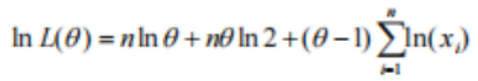 ln L(θ) = n ln θ + nθ ln 2 + (θ − 1) ∑_{i=1}^{n} ln(x_i)